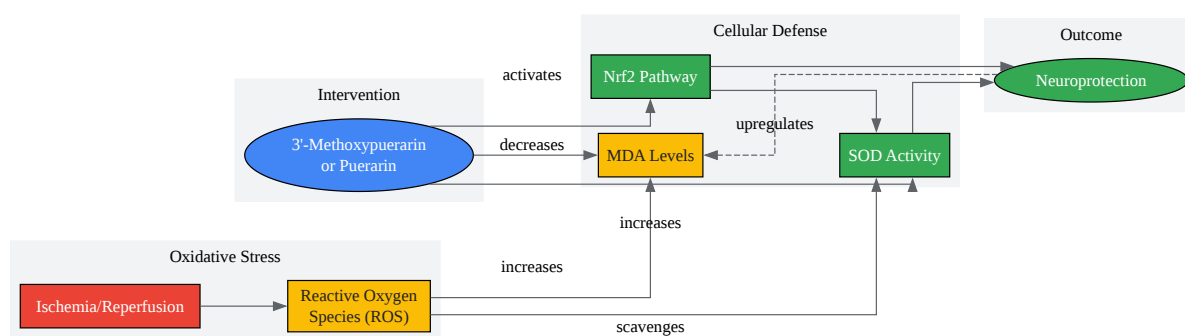 Cellular Defense
Outcome
activates
Nrf2 Pathway
Neuroprotection
Intervention
upregulates
3'-Methoxypuerarin
or Puerarin
decreases
MDA Levels
SOD Activity
increases
Oxidative Stress
increases
Ischemia/Reperfusion
Reactive Oxygen
Species (ROS)
scavenges